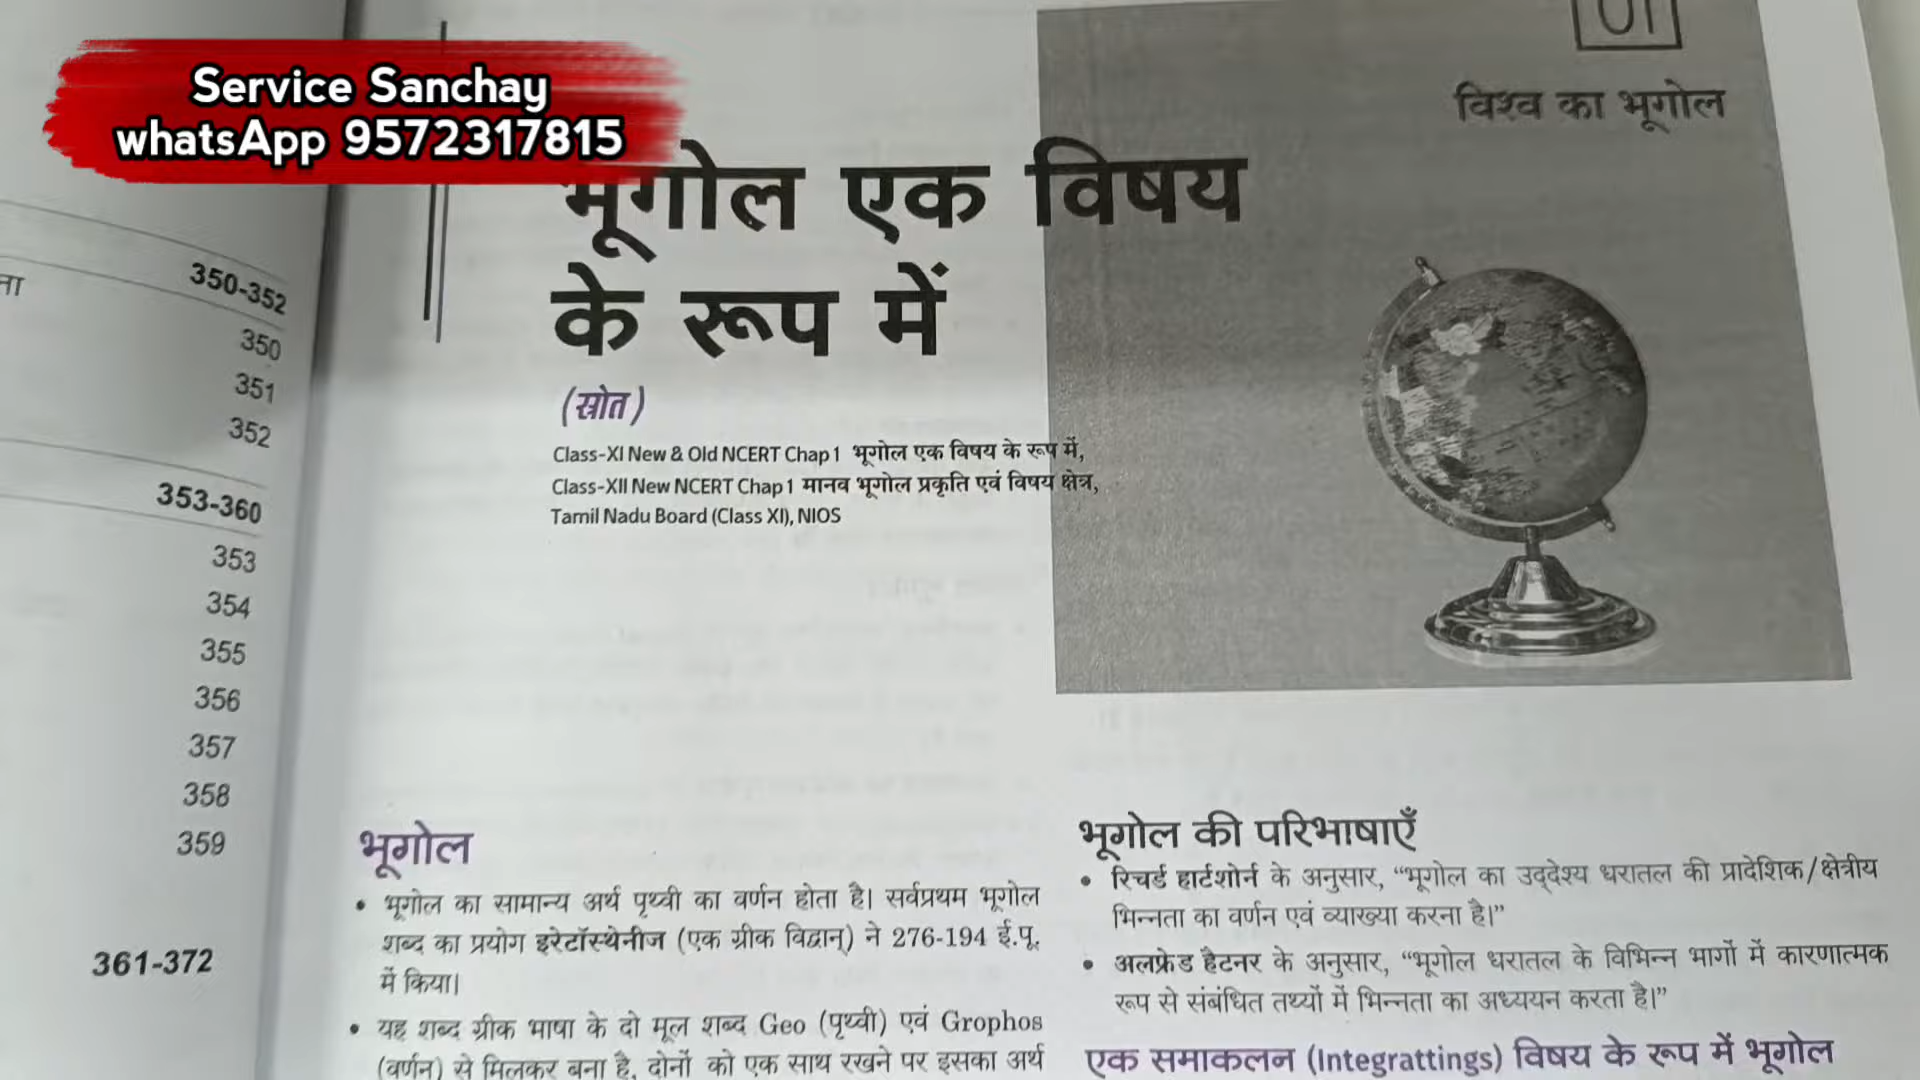 Service Sanchay
whatsApp 9572317815
350-352
350
351
352
353-360
353
354
355
356
357
358
359
361-372
01
विश्व का भूगोल
भूगोल एक विषय
के रूप में
(स्रोत)
Class-XI New & Old NCERT Chap 1 भूगोल एक विषय के रूप में,
Class-XII New NCERT Chap 1 मानव भूगोल प्रकृति एवं विषय क्षेत्र,
Tamil Nadu Board (Class XI), NIOS
भूगोल
• भूगोल का सामान्य अर्थ पृथ्वी का वर्णन होता है। सर्वप्रथम भूगोल
शब्द का प्रयोग इरेटॉस्थेनीज (एक ग्रीक विद्वान्) ने 276-194 ई.पू.
में किया।
• यह शब्द ग्रीक भाषा के दो मूल शब्द Geo (पृथ्वी) एवं Grophos
(वर्णन) से मिलकर बना है, दोनों को एक साथ रखने पर इसका अर्थ
भूगोल की परिभाषाएँ
• रिचर्ड हार्टशोर्न के अनुसार, “भूगोल का उद्देश्य धरातल की प्रादेशिक/क्षेत्रीय
भिन्नता का वर्णन एवं व्याख्या करना है।”
• अलफ्रेड हैटनर के अनुसार, “भूगोल धरातल के विभिन्न भागों में कारणात्मक
रूप से संबंधित तथ्यों में भिन्नता का अध्ययन करता है।”
एक समाकलन (Integrattings) विषय के रूप में भूगोल